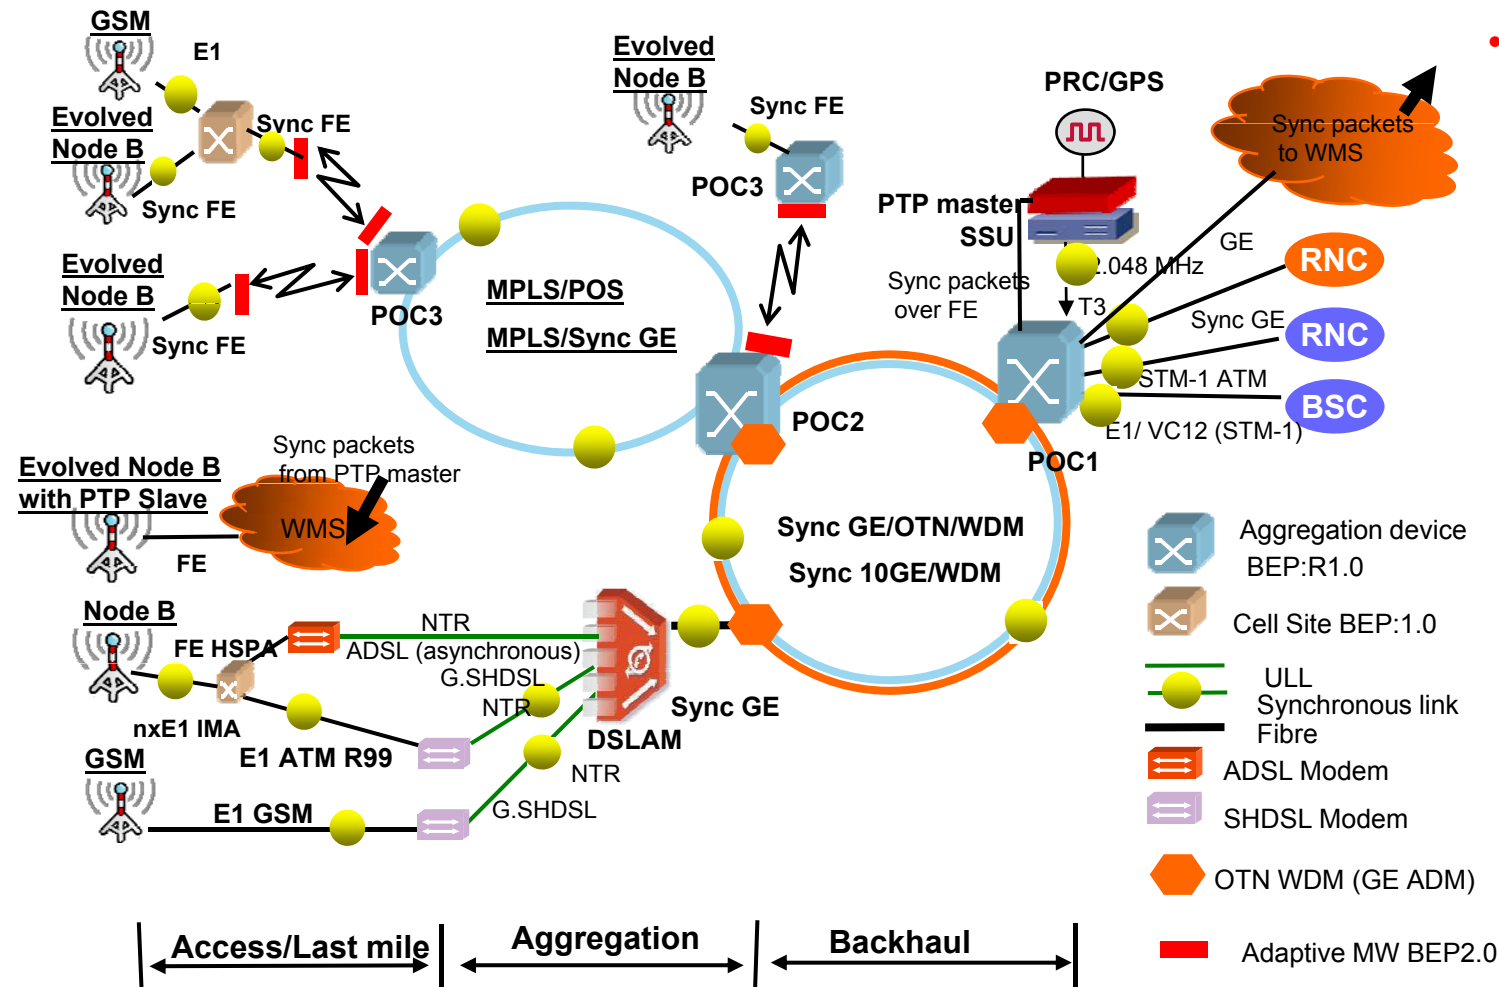 GSM
E1
Evolved
Node B
Sync FE
Sync FE
Evolved
Node B
Sync FE
POC3
MPLS/POS
MPLS/Sync GE
Evolved
Node B
Sync FE
POC3
PRC/GPS
PTP master
SSU
2.048 MHz
Sync packets
over FE
T3
Sync packets
to WMS
GE
RNC
Sync GE
RNC
STM-1 ATM
BSC
E1/ VC12 (STM-1)
POC1
POC2
Sync GE/OTN/WDM
Sync 10GE/WDM
Sync packets
from PTP master
Evolved Node B
with PTP Slave
WMS
FE
Node B
FE HSPA
NTR
ADSL (asynchronous)
G.SHDSL
NTR
nxE1 IMA
E1 ATM R99
Sync GE
DSLAM
NTR
G.SHDSL
GSM
E1 GSM
Aggregation device
BEP:R1.0
Cell Site BEP:1.0
ULL
Synchronous link
Fibre
ADSL Modem
SHDSL Modem
OTN WDM (GE ADM)
Adaptive MW BEP2.0
Access/Last mile
Aggregation
Backhaul